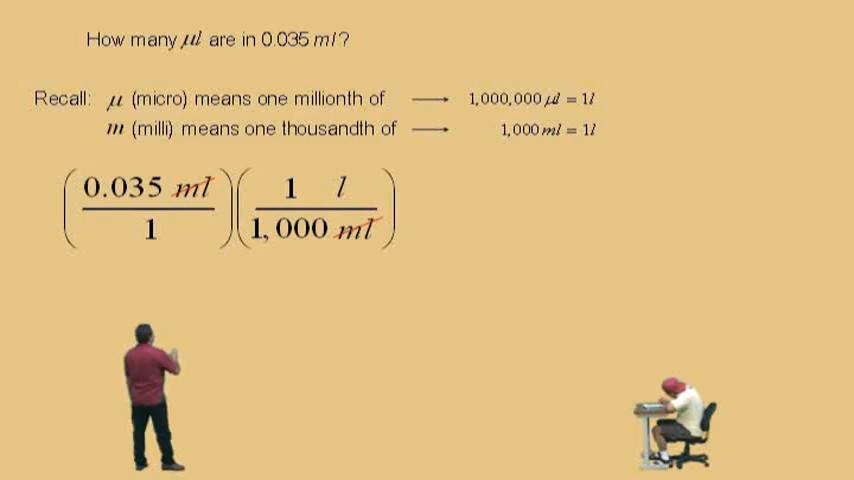 How many µl are in 0.035 ml?
Recall: µ (micro) means one millionth of ⟶ 1,000,000 µl = 1l
m (milli) means one thousandth of ⟶ 1,000 ml = 1l
(0.035 ml / 1)(1 l / 1,000 ml)